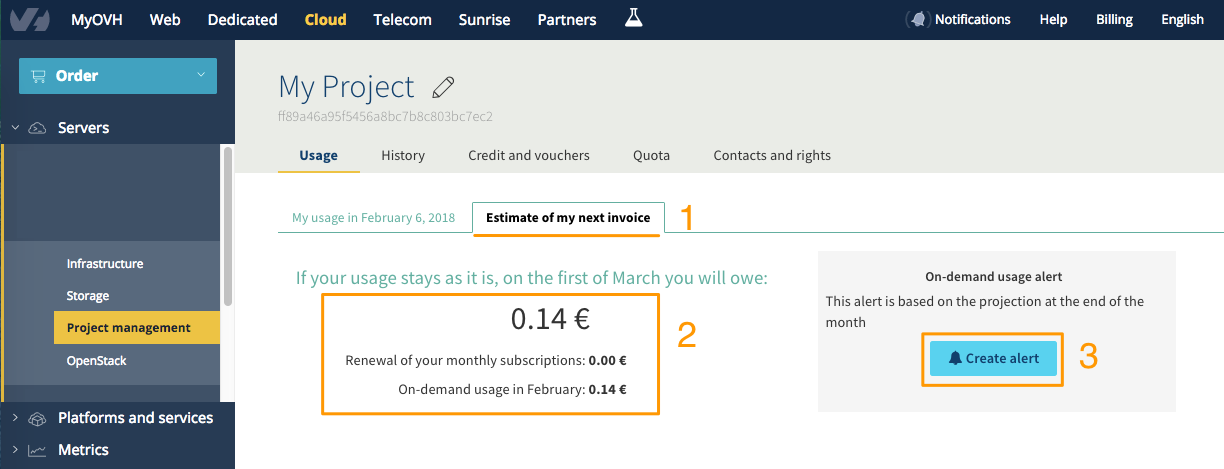 MyOVH Web Dedicated Cloud Telecom Sunrise Partners Notifications Help Billing English
Order
Servers
Infrastructure
Storage
Project management
OpenStack
Platforms and services
Metrics
My Project
ff89a46a95f5456a8bc7b8c803bc7ec2
Usage History Credit and vouchers Quota Contacts and rights
My usage in February 6, 2018 Estimate of my next invoice 1
If your usage stays as it is, on the first of March you will owe:
0.14 €
Renewal of your monthly subscriptions: 0.00 €
On-demand usage in February: 0.14 €
2
On-demand usage alert
This alert is based on the projection at the end of the
month
Create alert 3